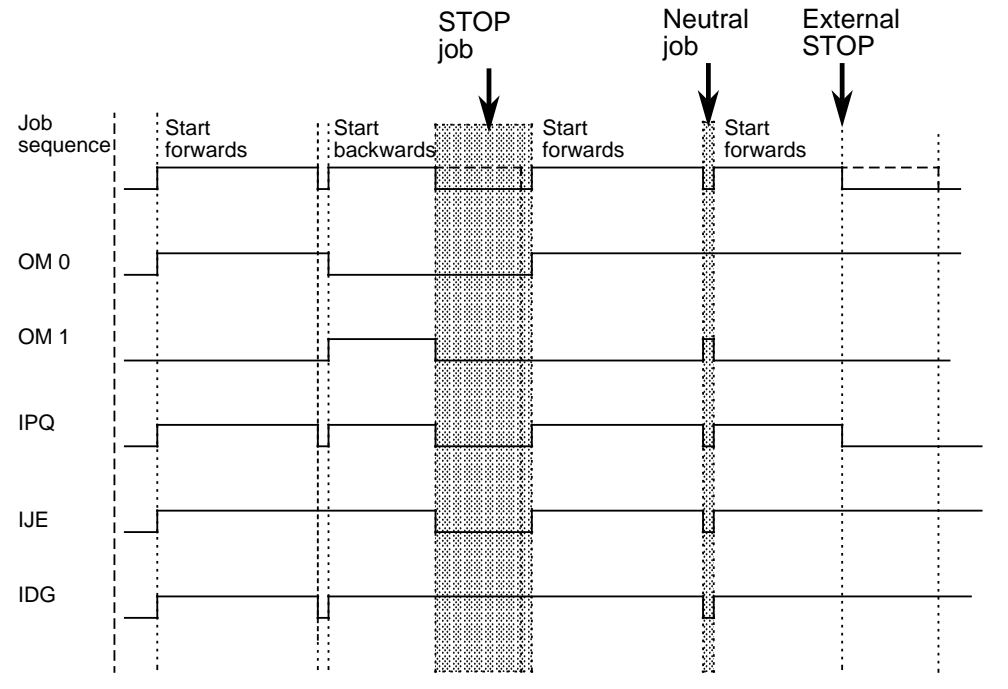 STOP
job
Neutral
job
External
STOP
Job
sequence
Start
forwards
Start
backwards
Start
forwards
Start
forwards
OM 0
OM 1
IPQ
IJE
IDG